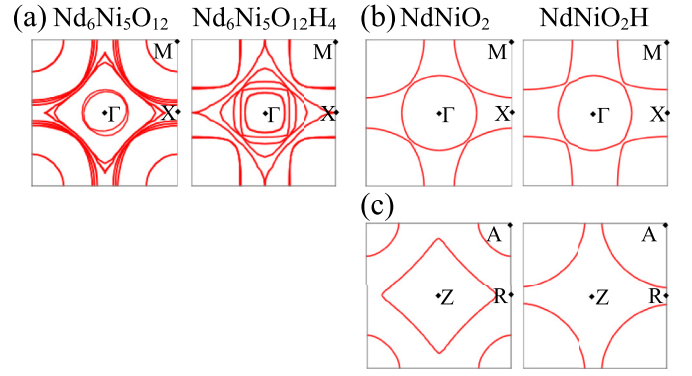 (a) Nd₆Ni₅O₁₂ Nd₆Ni₅O₁₂H₄ (b) NdNiO₂ NdNiO₂H
M M M M
Γ X Γ X Γ X Γ X
(c)
A A
Z R Z R